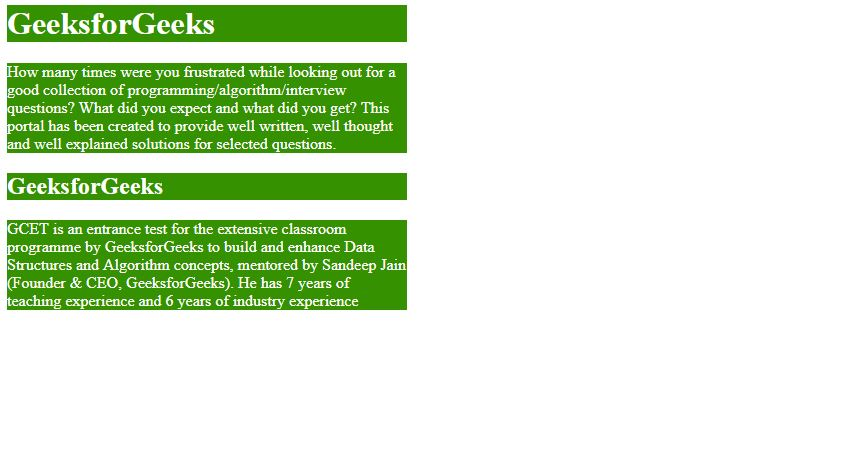 GeeksforGeeks
How many times were you frustrated while looking out for a
good collection of programming/algorithm/interview
questions? What did you expect and what did you get? This
portal has been created to provide well written, well thought
and well explained solutions for selected questions.
GeeksforGeeks
GCET is an entrance test for the extensive classroom
programme by GeeksforGeeks to build and enhance Data
Structures and Algorithm concepts, mentored by Sandeep Jain
(Founder & CEO, GeeksforGeeks). He has 7 years of
teaching experience and 6 years of industry experience